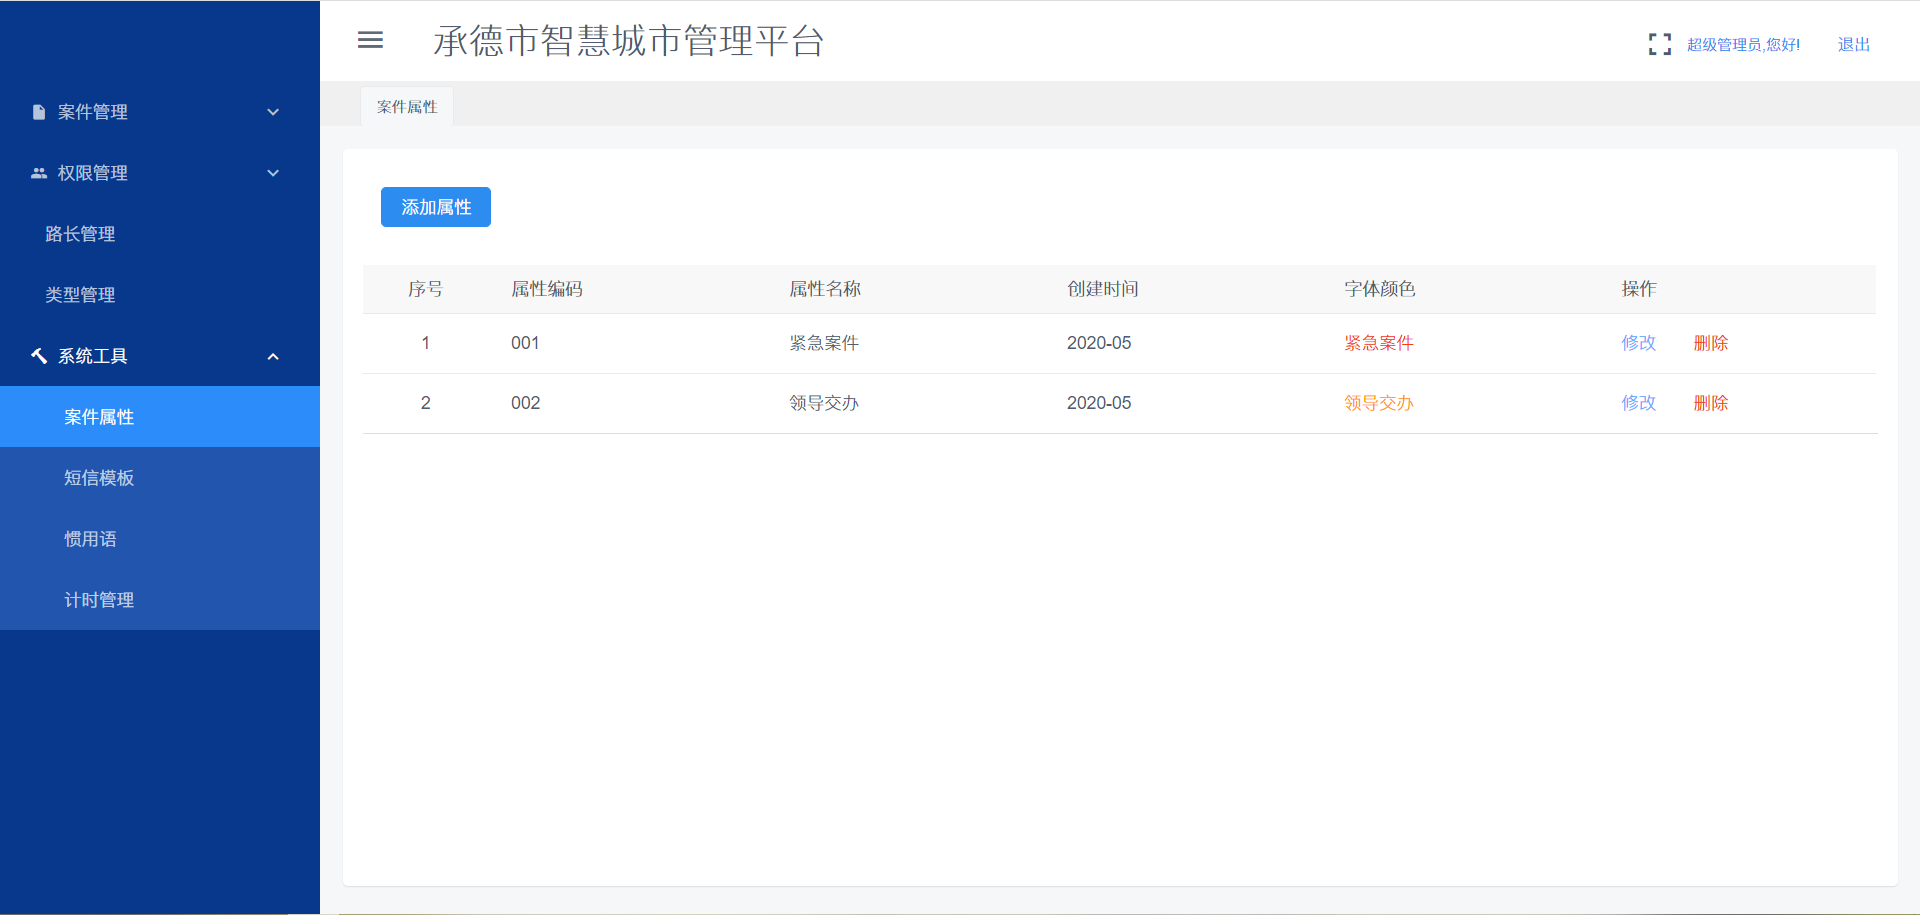 承德市智慧城市管理平台
超级管理员,您好! 退出
案件管理
权限管理
路长管理
类型管理
系统工具
案件属性
短信模板
惯用语
计时管理
案件属性
添加属性
序号 属性编码 属性名称 创建时间 字体颜色 操作
1 001 紧急案件 2020-05 紧急案件 修改 删除
2 002 领导交办 2020-05 领导交办 修改 删除